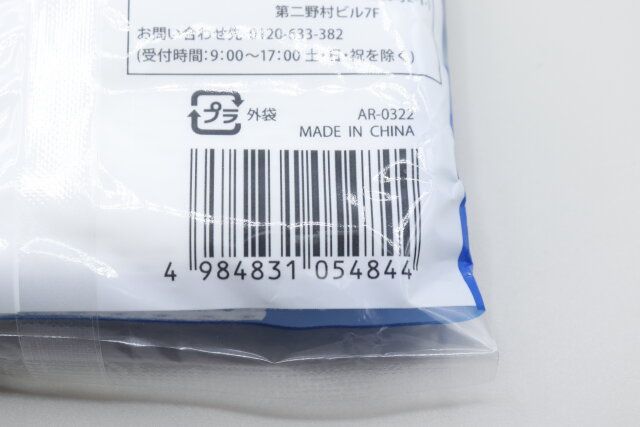 第二野村ビル7F
お問い合わせ先 0120-633-382
(受付時間:9:00~17:00 土・日・祝を除く)
プラ 外袋 AR-0322
MADE IN CHINA
4 984831 054844